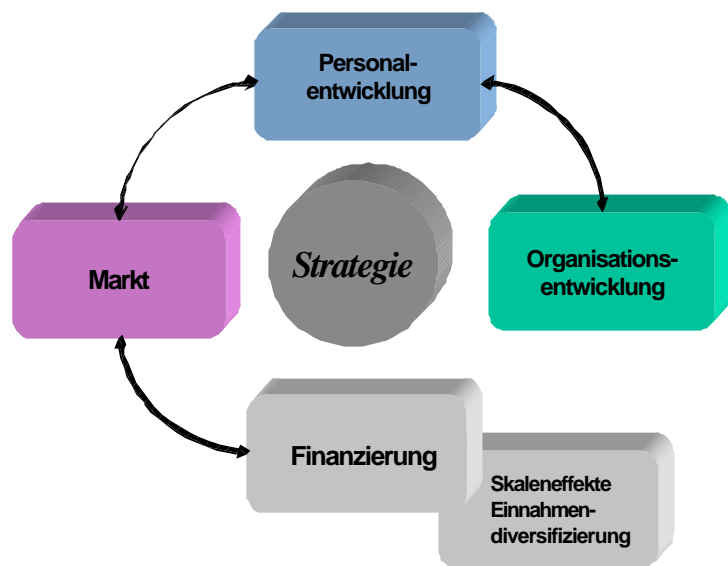 Personal-
entwicklung
Strategie
Markt
Organisations-
entwicklung
Finanzierung
Skaleneffekte
Einnahmen-
diversifizierung